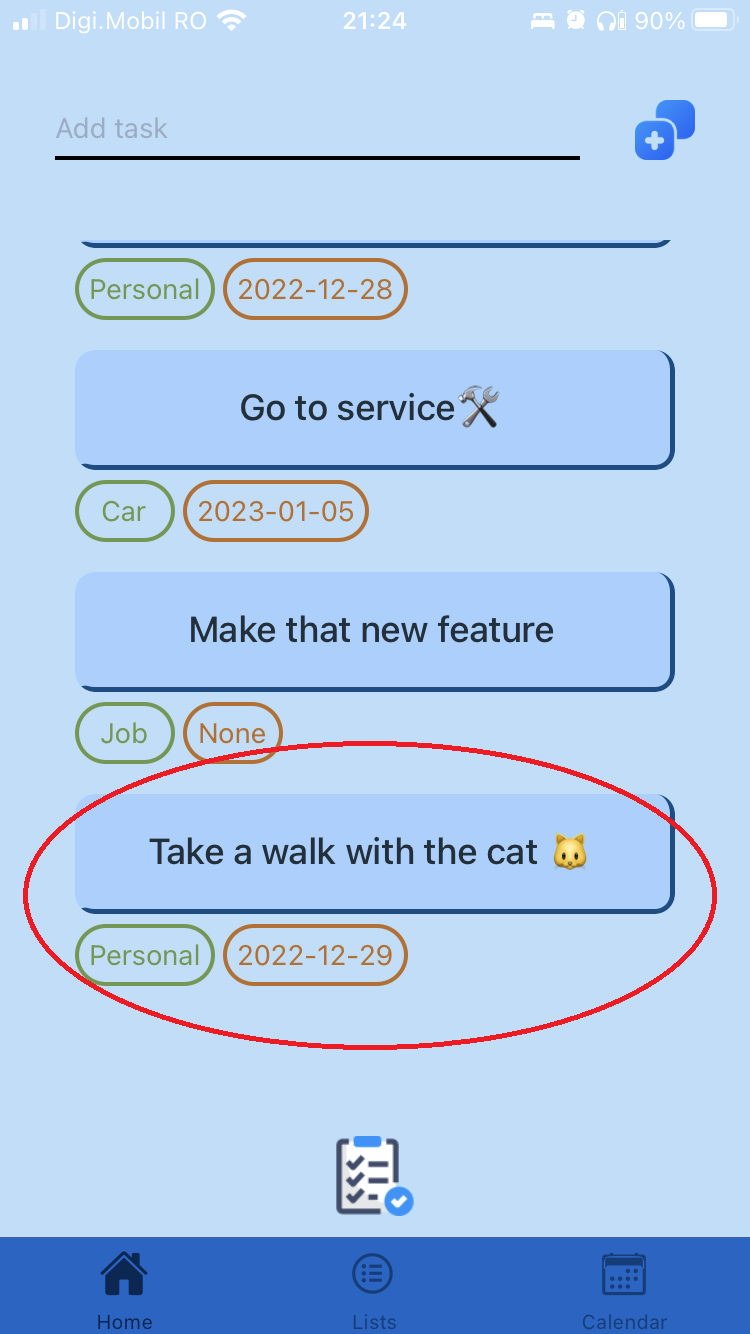 Digi.Mobil RO 21:24 90%
Add task
Personal 2022-12-28
Go to service🛠
Car 2023-01-05
Make that new feature
Job None
Take a walk with the cat 🐱
Personal 2022-12-29
Home Lists Calendar